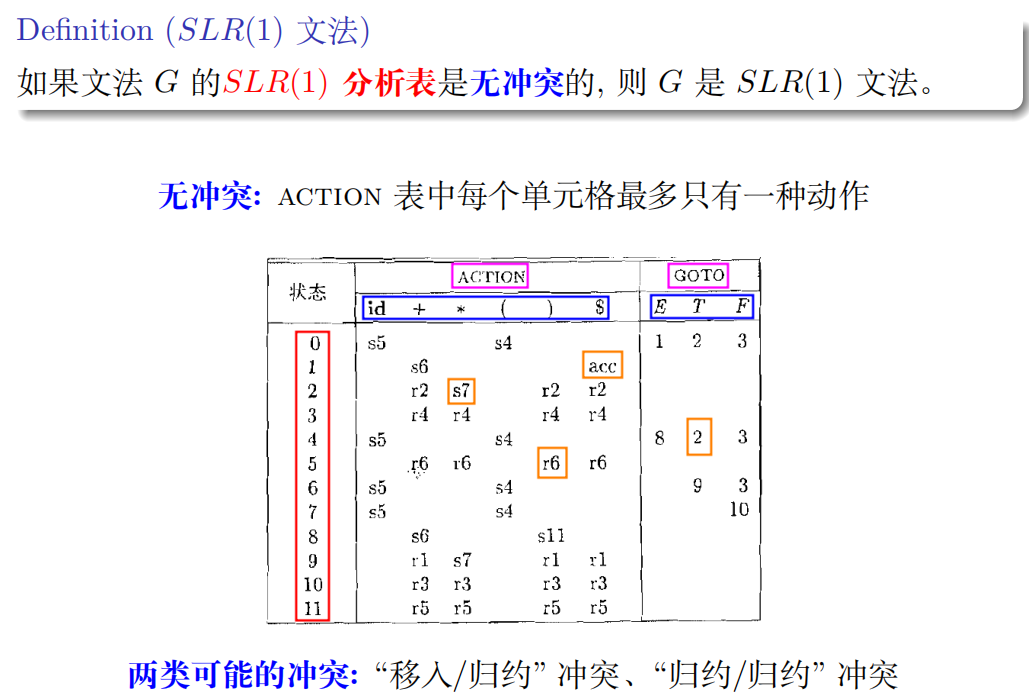 Definition (SLR(1) 文法)
如果文法 G 的SLR(1) 分析表是无冲突的, 则 G 是 SLR(1) 文法。
无冲突: ACTION 表中每个单元格最多只有一种动作
状态 ACTION GOTO
id + * ( ) $ E T F
0 s5 s4 1 2 3
1 s6 acc
2 r2 s7 r2 r2
3 r4 r4 r4 r4
4 s5 s4 8 2 3
5 r6 r6 r6 r6
6 s5 s4 9 3
7 s5 s4 10
8 s6 s11
9 r1 s7 r1 r1
10 r3 r3 r3 r3
11 r5 r5 r5 r5
两类可能的冲突: “移入/归约” 冲突、“归约/归约” 冲突